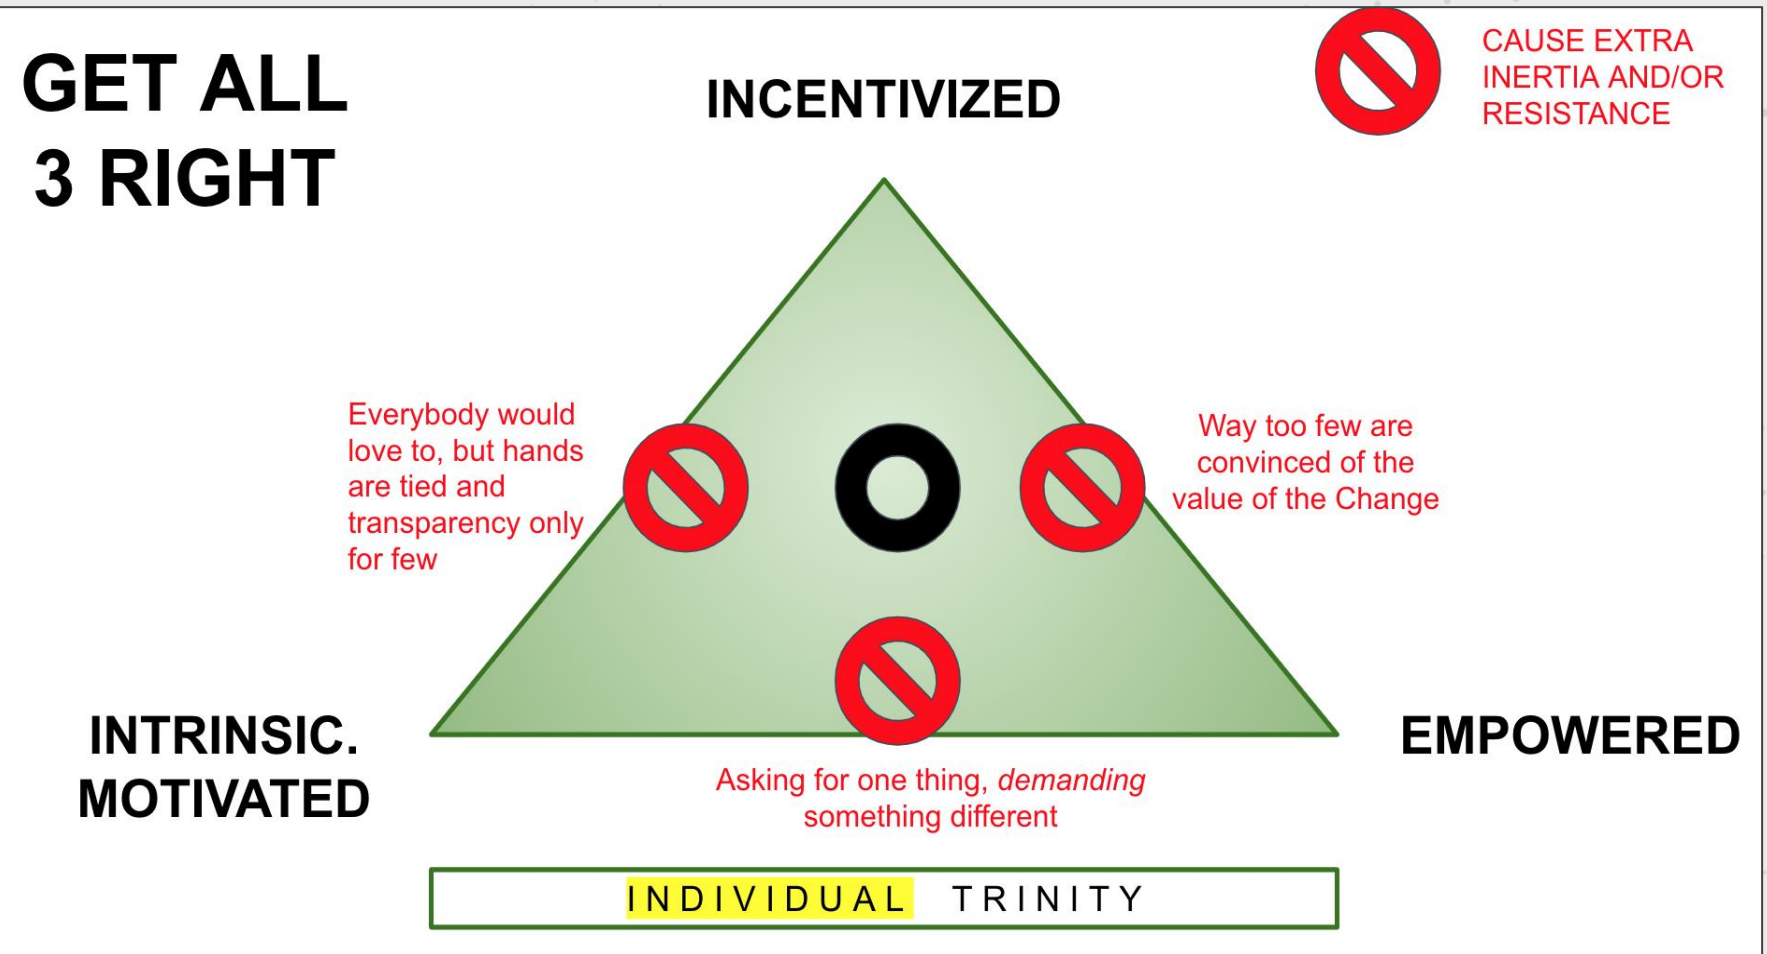 GET ALL
3 RIGHT
INCENTIVIZED
CAUSE EXTRA
INERTIA AND/OR
RESISTANCE
Everybody would
love to, but hands
are tied and
transparency only
for few
Way too few are
convinced of the
value of the Change
INTRINSIC.
MOTIVATED
EMPOWERED
Asking for one thing, demanding
something different
INDIVIDUAL TRINITY